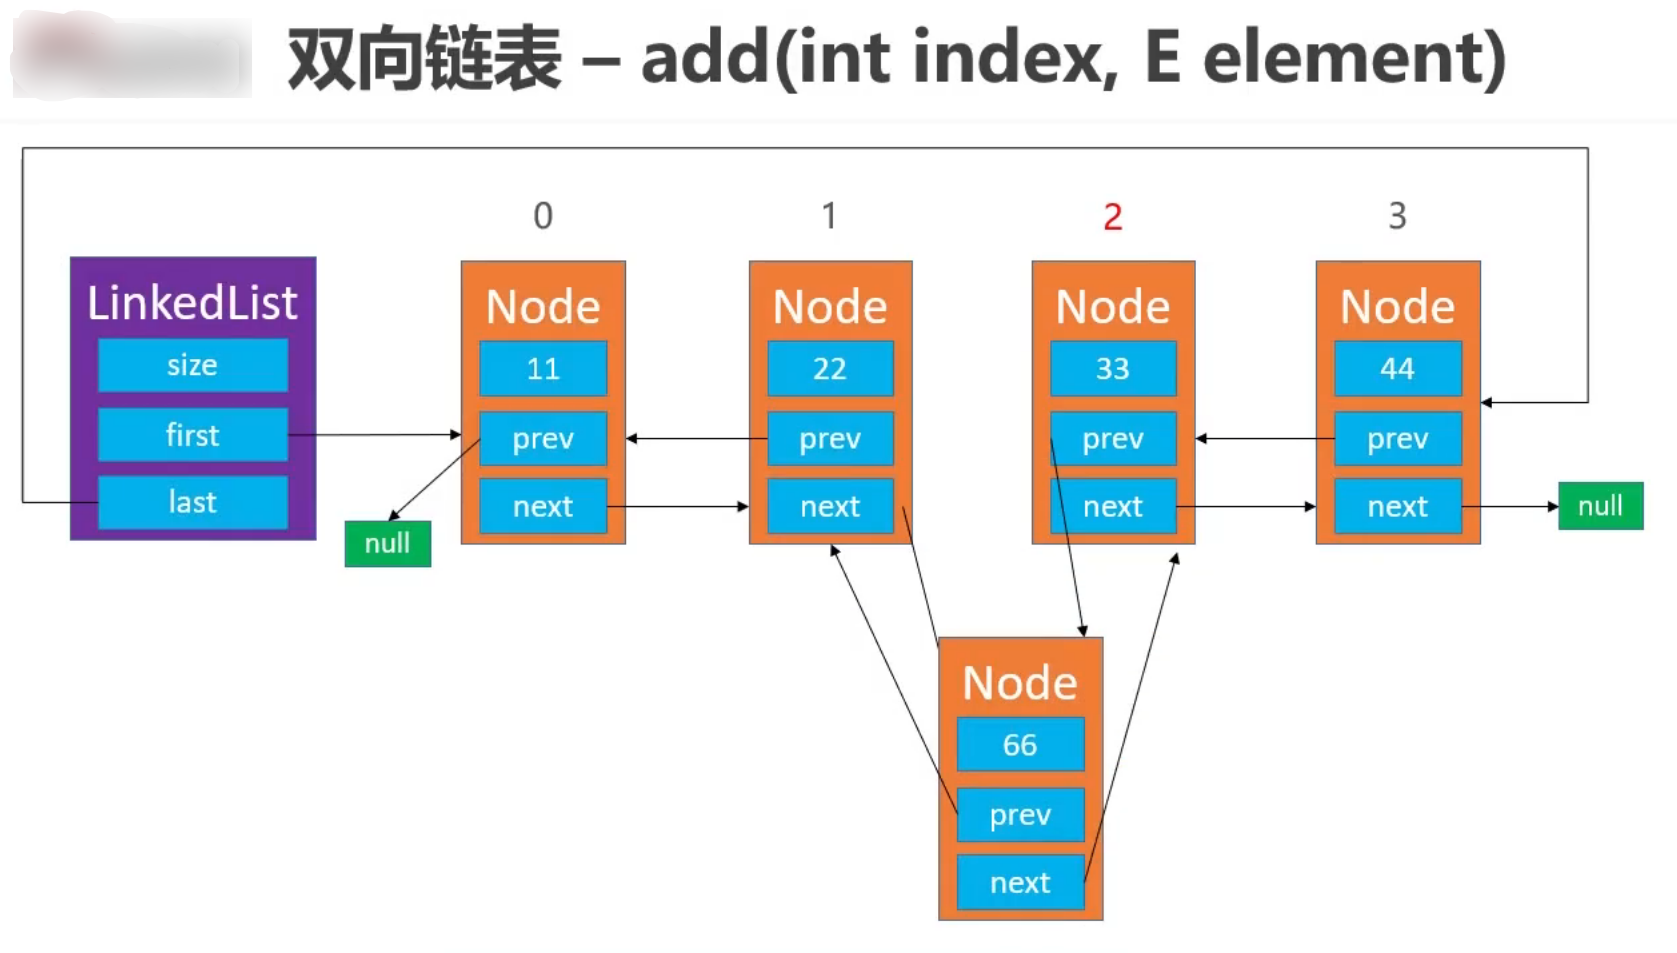 双向链表 – add(int index, E element)
0
1
2
3
LinkedList
size
first
last
null
Node
11
prev
next
Node
22
prev
next
Node
33
prev
next
Node
44
prev
next
null
Node
66
prev
next